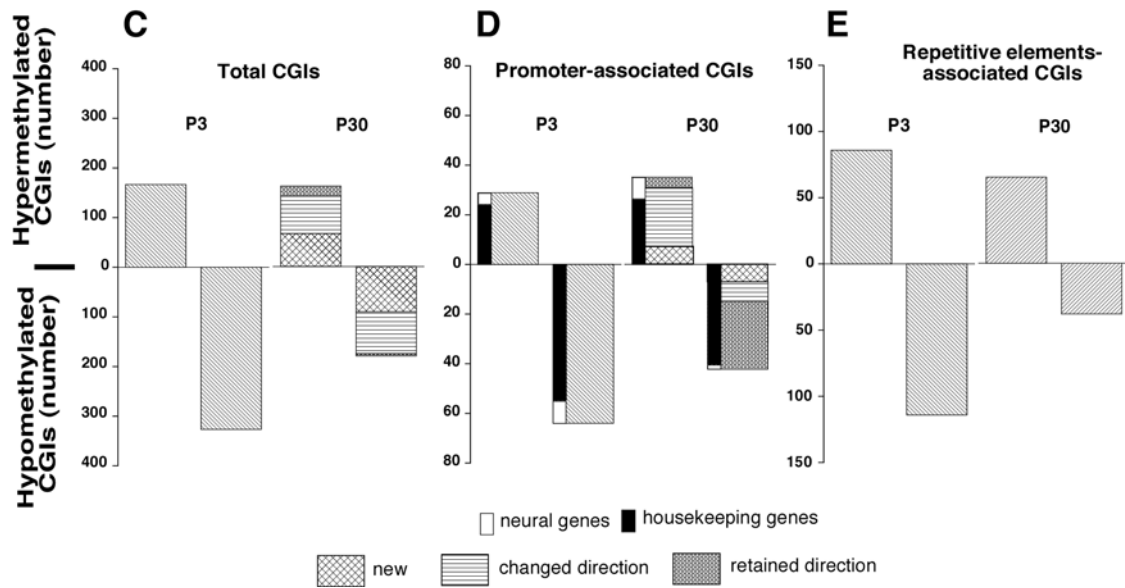 C
D
E
Total CGIs
Promoter-associated CGIs
Repetitive elements-
associated CGIs
Hypermethylated
CGIs (number)
Hypomethylated
CGIs (number)
400
300
200
100
0
100
200
300
400
P3
P30
80
60
40
20
0
20
40
60
80
P3
P30
150
100
50
0
50
100
150
P3
P30
neural genes
housekeeping genes
new
changed direction
retained direction